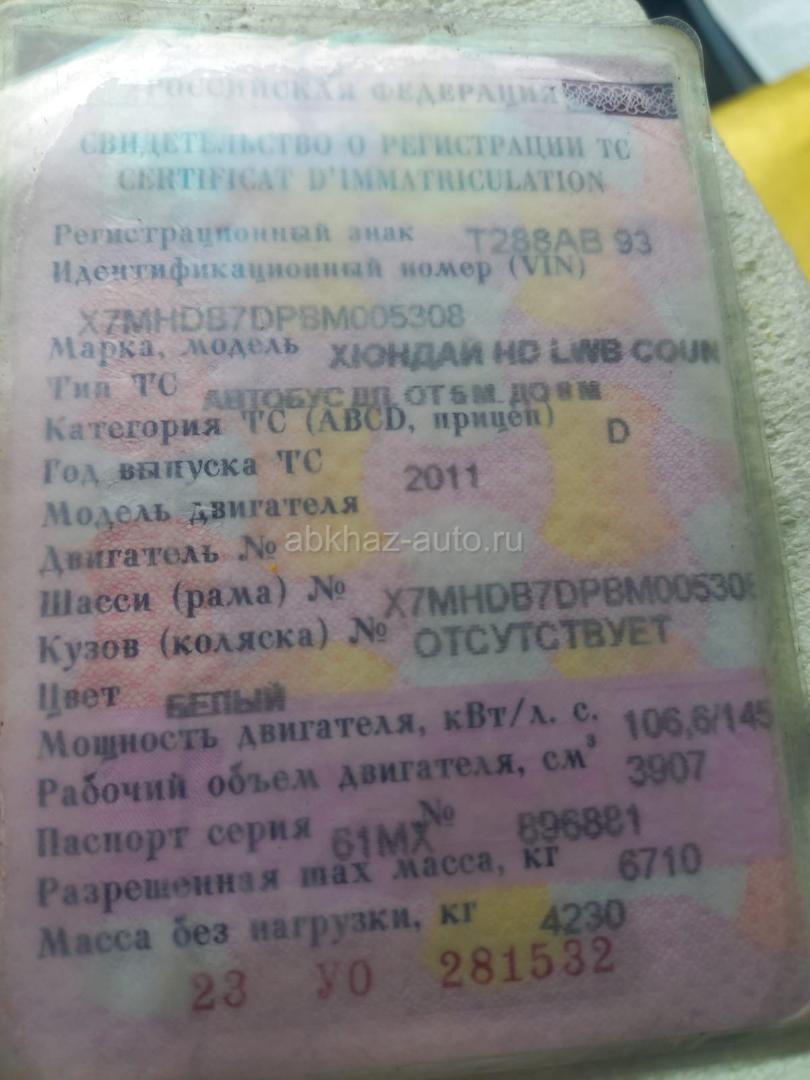 РОССИЙСКАЯ ФЕДЕРАЦИЯ
СВИДЕТЕЛЬСТВО О РЕГИСТРАЦИИ ТС
CERTIFICAT D'IMMATRICULATION
Регистрационный знак Т288АВ 93
Идентификационный номер (VIN)
X7MHDB7DPBM005308
Марка, модель ХЮНДАЙ HD LWB COUN
Тип ТС АВТОБУС ДЛ. ОТ 5 М. ДО 8 М
Категория ТС (ABCD, прицеп) D
Год выпуска ТС 2011
Модель двигателя
abkhaz-auto.ru
Двигатель №
Шасси (рама) № X7MHDB7DPBM005308
Кузов (коляска) № ОТСУТСТВУЕТ
Цвет БЕЛЫЙ
Мощность двигателя, кВт/л. с. 106,6/145
Рабочий объем двигателя, см³ 3907
Паспорт серия 61МХ № 896881
Разрешенная max масса, кг 6710
Масса без нагрузки, кг 4230
23 УО 281532